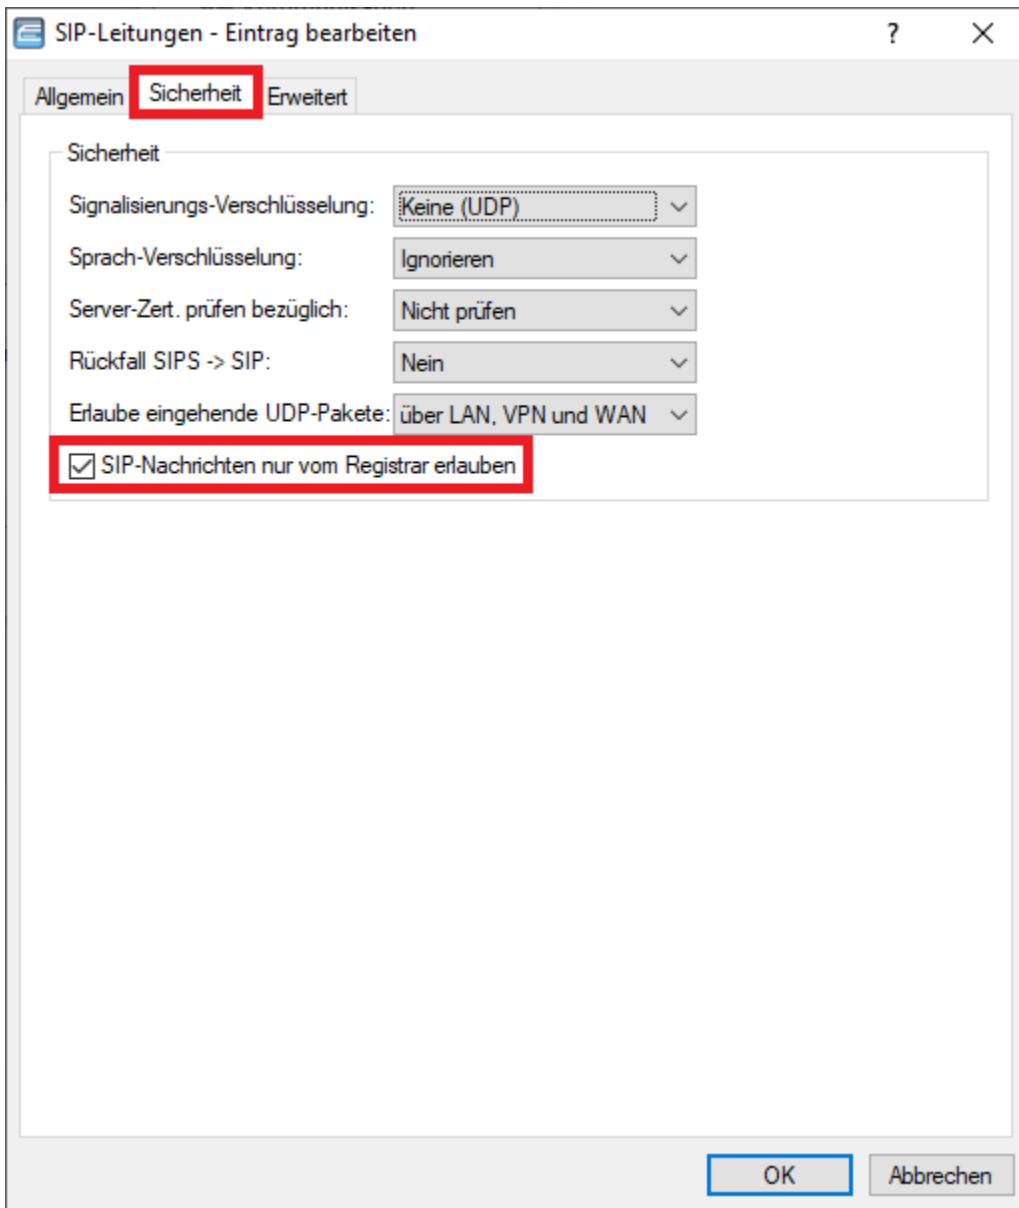 SIP-Leitungen - Eintrag bearbeiten ?
Allgemein Sicherheit Erweitert
Sicherheit
Signalisierungs-Verschlüsselung: Keine (UDP)
Sprach-Verschlüsselung: Ignorieren
Server-Zert. prüfen bezüglich: Nicht prüfen
Rückfall SIPS -> SIP: Nein
Erlaube eingehende UDP-Pakete: über LAN, VPN und WAN
SIP-Nachrichten nur vom Registrar erlauben
OK Abbrechen